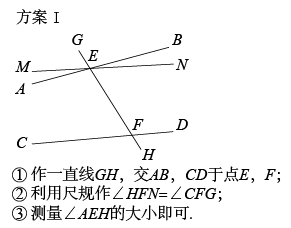 方案 Ⅰ
G
E
B
M
N
A
F
D
C
H
① 作一直线GH，交AB，CD于点E，F；
② 利用尺规作∠HFN=∠CFG；
③ 测量∠AEH的大小即可.